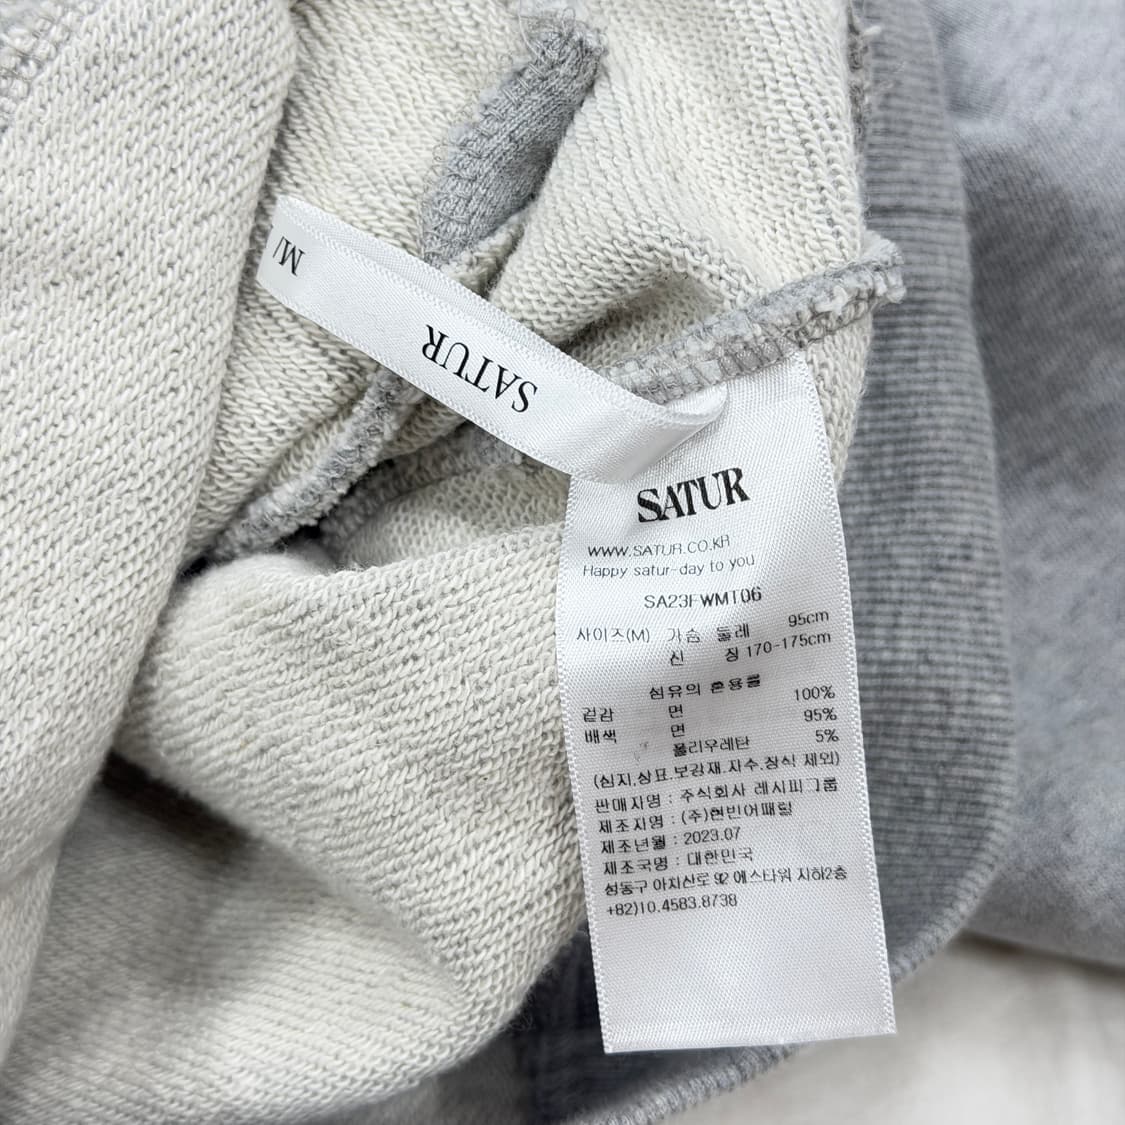 M/
SATUR
SATUR
WWW.SATUR.CO.KR
Happy satur-day to you
SA23FWMT06
사이즈(M) 가슴 둘레 95cm
신 장 170-175cm
섬유의 혼용률
겉감 면 100%
배색 면 95%
폴리우레탄 5%
(심지.상표.보강재.자수.장식 제외)
판매자명 : 주식회사 레시피그룹
제조자명 : (주)현빈어패럴
제조년월 : 2023.07
제조국명 : 대한민국
성동구 아차산로 92 에스타워 지하2층
+82)10.4583.8738